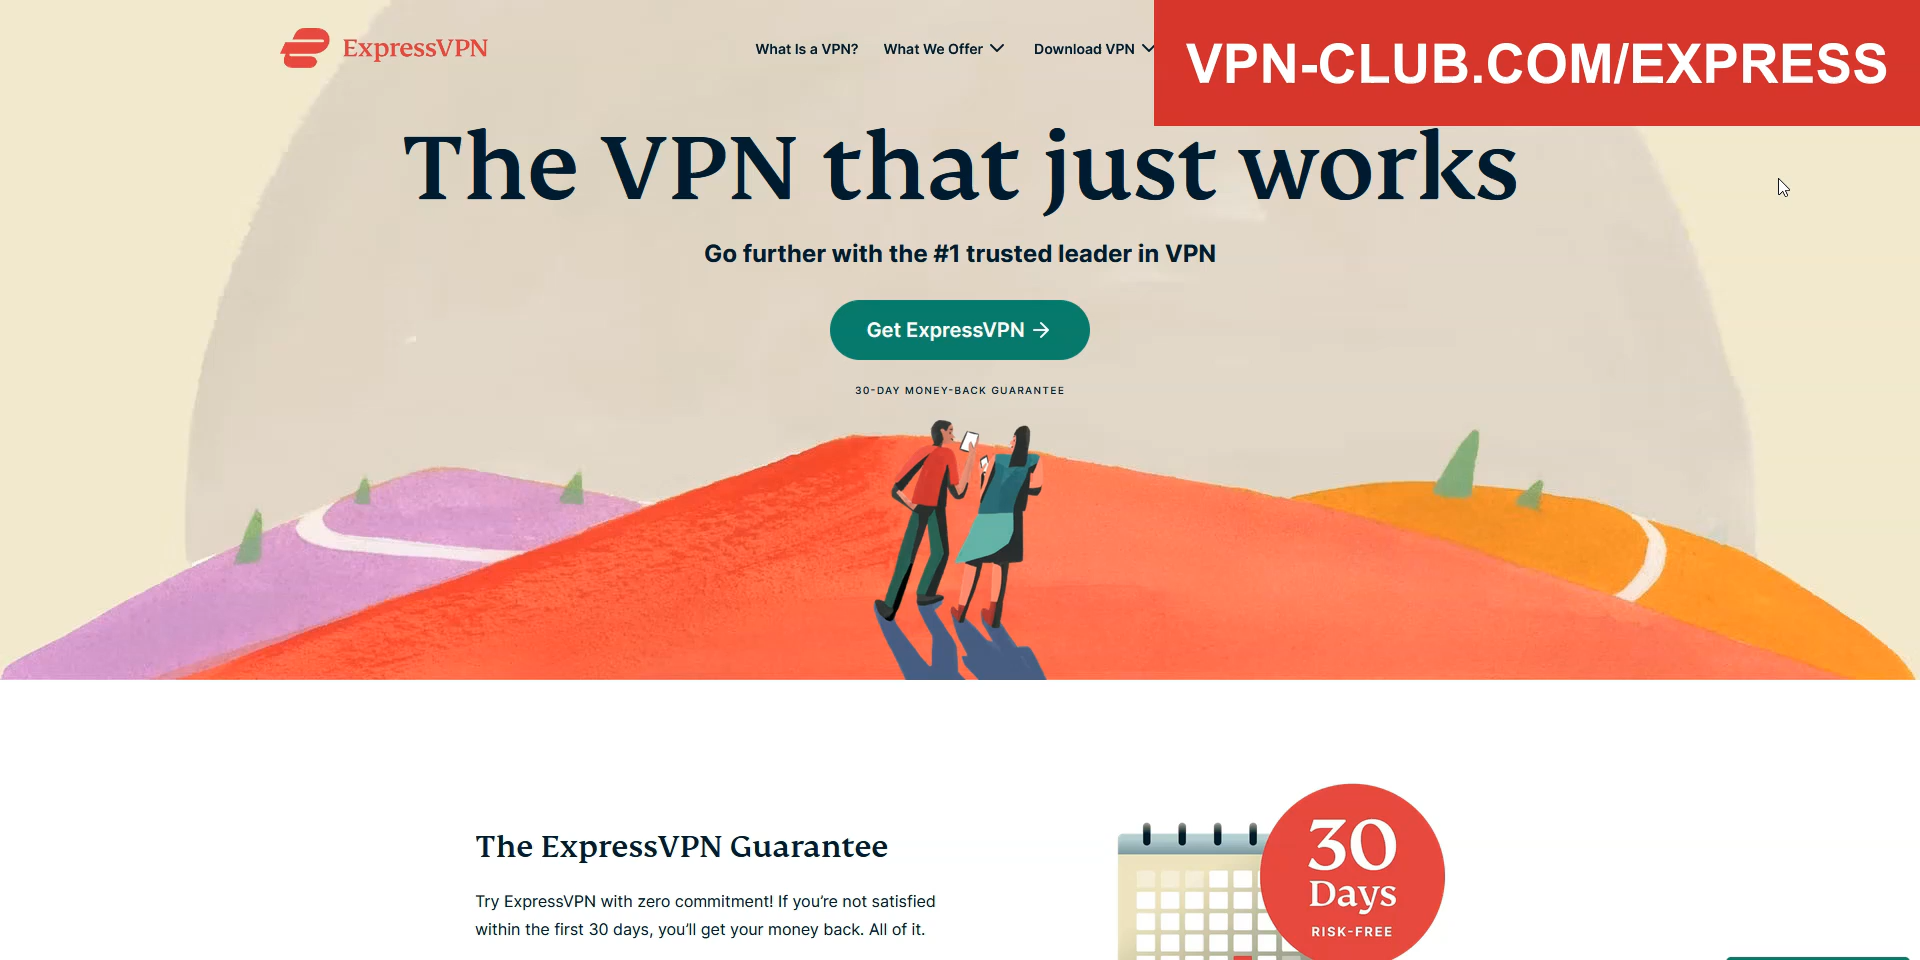 ExpressVPN
What Is a VPN? What We Offer Download VPN
VPN-CLUB.COM/EXPRESS
The VPN that just works
Go further with the #1 trusted leader in VPN
Get ExpressVPN →
30-DAY MONEY-BACK GUARANTEE
The ExpressVPN Guarantee
Try ExpressVPN with zero commitment! If you're not satisfied
within the first 30 days, you'll get your money back. All of it.
30
Days
RISK-FREE